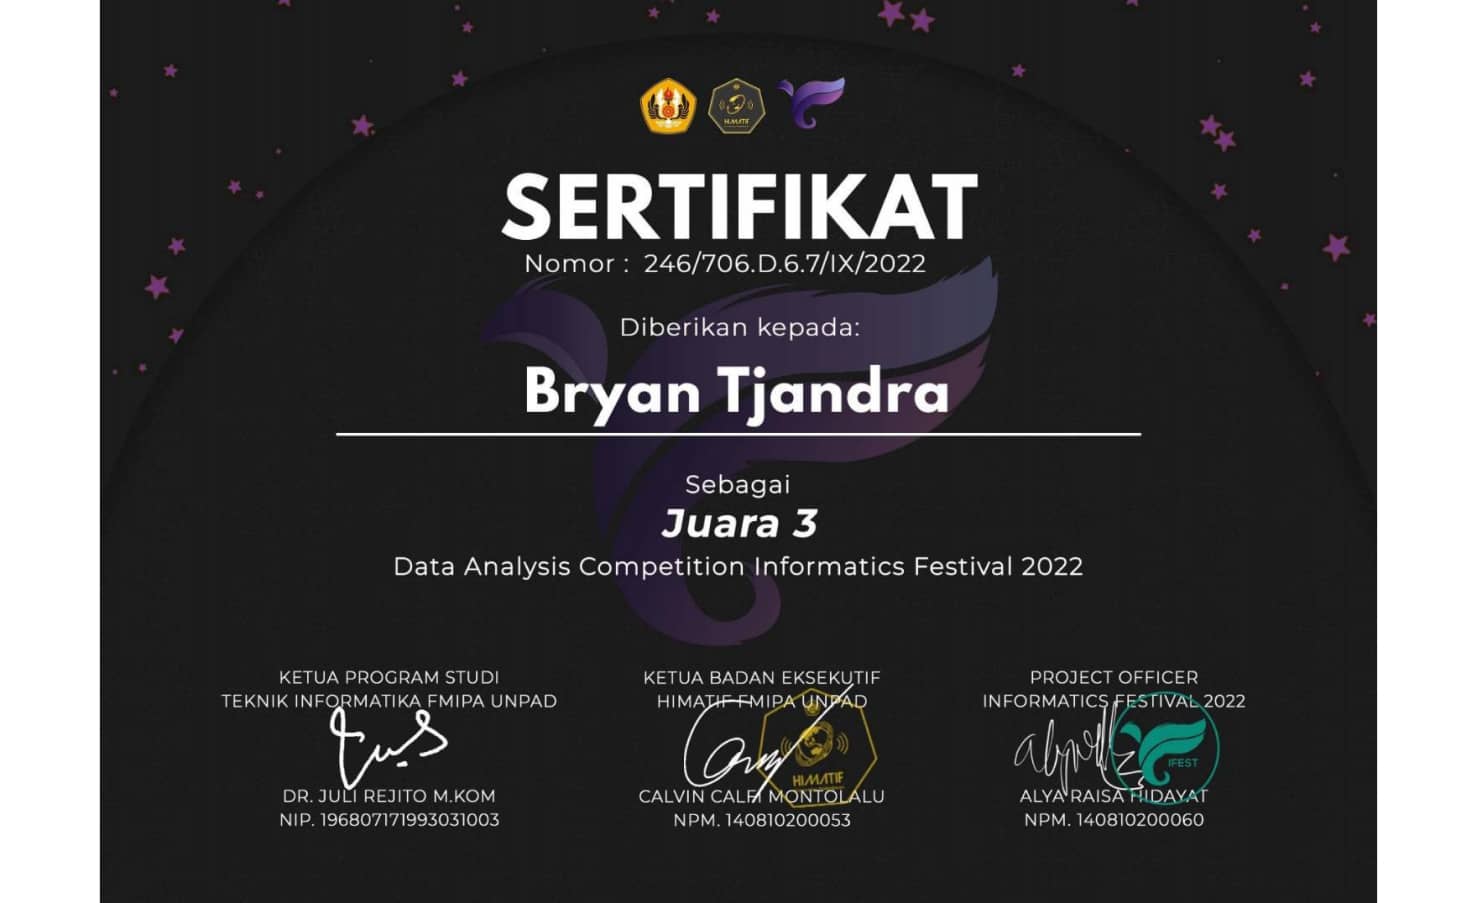 HIMATIF
SERTIFIKAT
Nomor : 246/706.D.6.7/IX/2022
Diberikan kepada:
Bryan Tjandra
Sebagai
Juara 3
Data Analysis Competition Informatics Festival 2022
KETUA PROGRAM STUDI
TEKNIK INFORMATIKA FMIPA UNPAD
DR. JULI REJITO M.KOM
NIP. 196807171993031003
KETUA BADAN EKSEKUTIF
HIMATIF FMIPA UNPAD
HIMATIF
CALVIN CALFI MONTOLALU
NPM. 140810200053
PROJECT OFFICER
INFORMATICS FESTIVAL 2022
IFEST
ALYA RAISA HIDAYAT
NPM. 140810200060